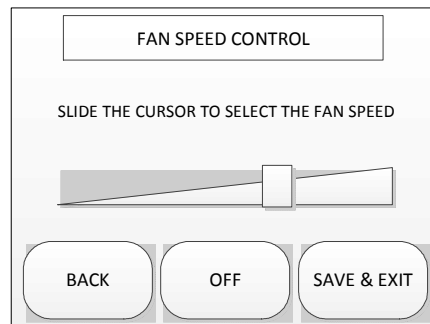 FAN SPEED CONTROL
SLIDE THE CURSOR TO SELECT THE FAN SPEED
BACK
OFF
SAVE & EXIT